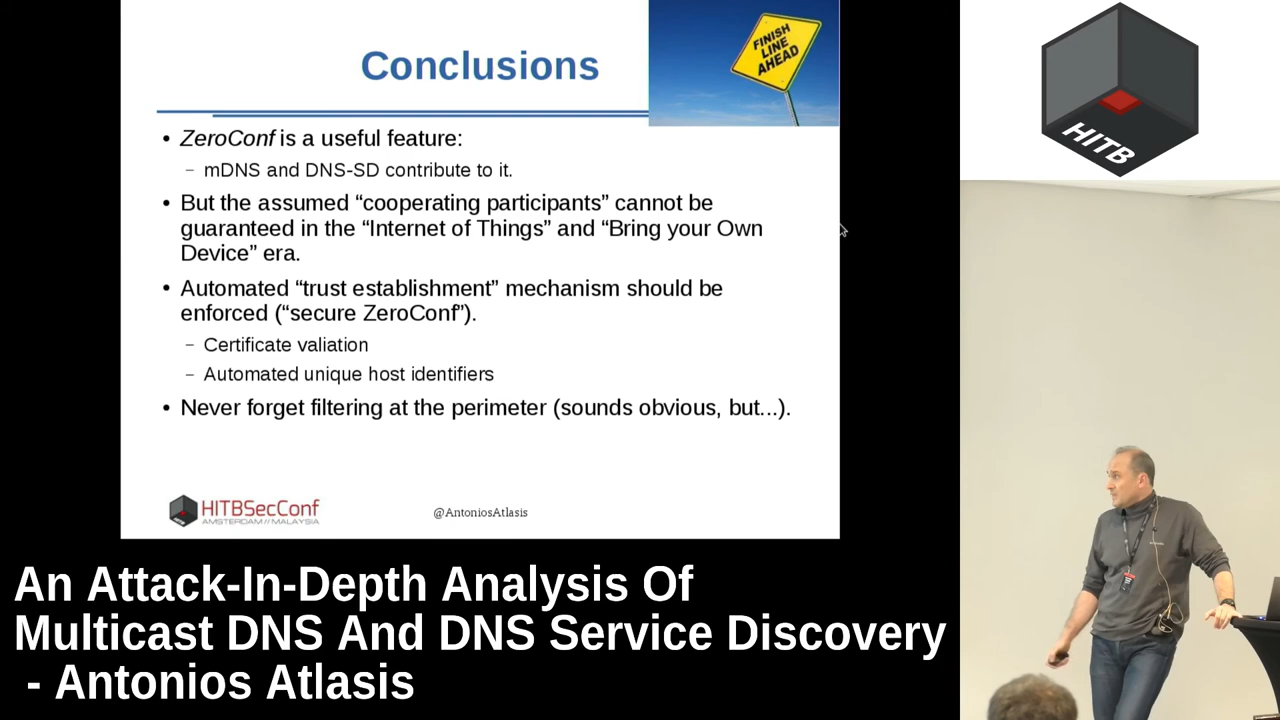 Conclusions
FINISH
LINE
AHEAD
• ZeroConf is a useful feature:
– mDNS and DNS-SD contribute to it.
• But the assumed “cooperating participants” cannot be
guaranteed in the “Internet of Things” and “Bring your Own
Device” era.
• Automated “trust establishment” mechanism should be
enforced (“secure ZeroConf”).
– Certificate valiation
– Automated unique host identifiers
• Never forget filtering at the perimeter (sounds obvious, but...).
HITBSecConf
AMSTERDAM // MALAYSIA
@AntoniosAtlasis
HITB
An Attack-In-Depth Analysis Of
Multicast DNS And DNS Service Discovery
- Antonios Atlasis